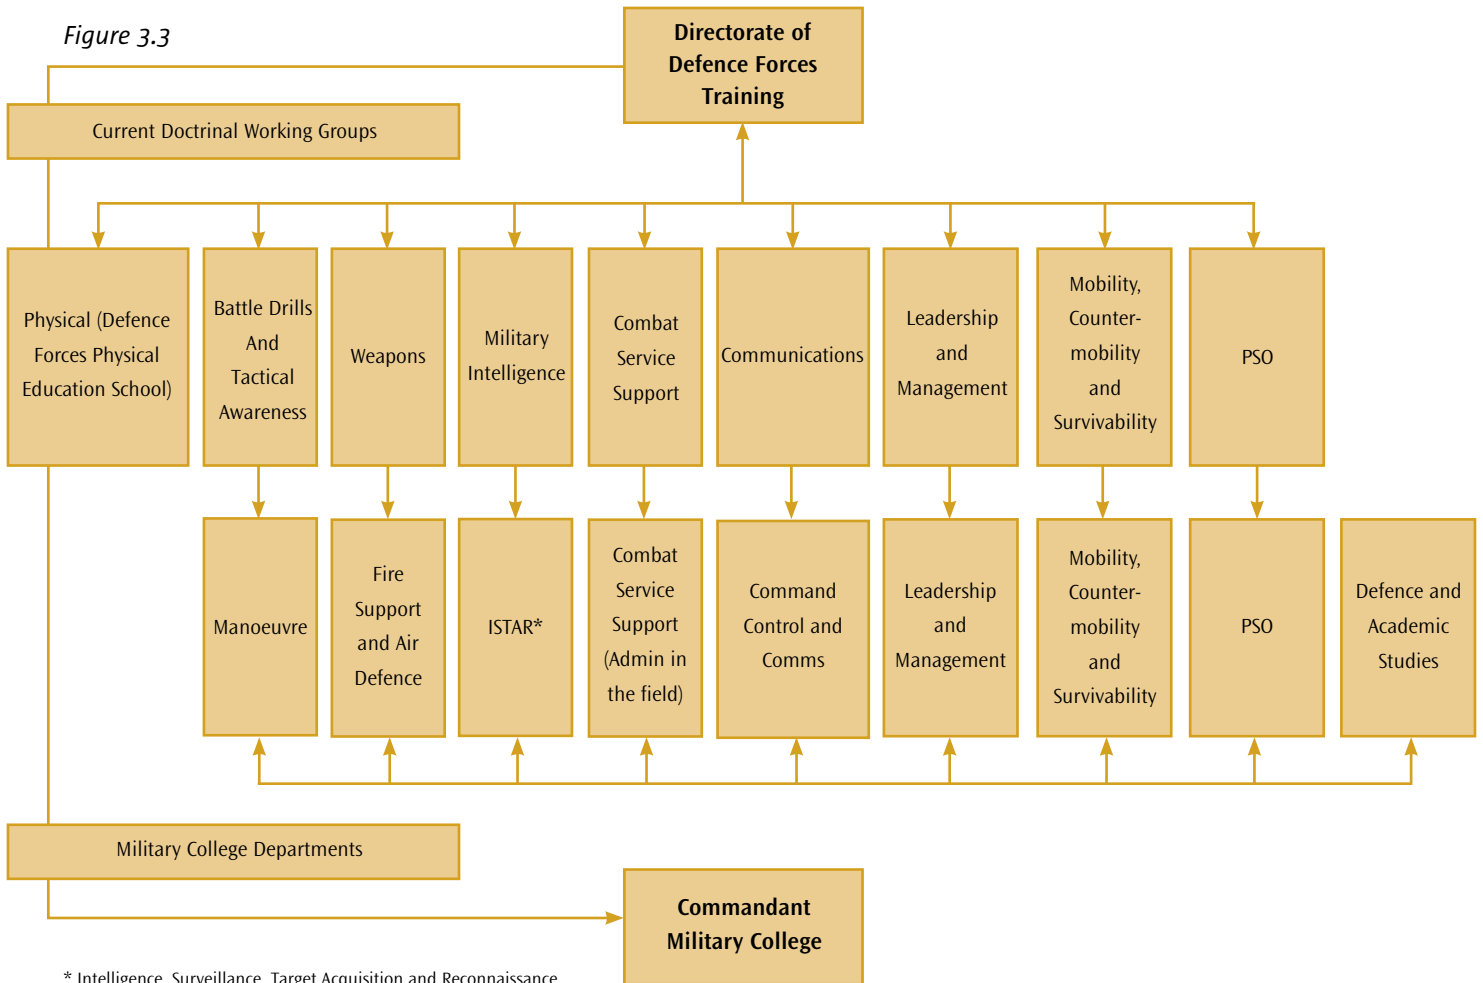 Figure 3.3
Directorate of
Defence Forces
Training
Current Doctrinal Working Groups
Physical (Defence
Forces Physical
Education School)
Battle Drills
And
Tactical
Awareness
Weapons
Military
Intelligence
Combat
Service
Support
Communications
Leadership
and
Management
Mobility,
Counter-
mobility
and
Survivability
PSO
Manoeuvre
Fire
Support
and Air
Defence
ISTAR*
Combat
Service
Support
(Admin in
the field)
Command
Control and
Comms
Leadership
and
Management
Mobility,
Counter-
mobility
and
Survivability
PSO
Defence and
Academic
Studies
Military College Departments
Commandant
Military College
* Intelligence, Surveillance, Target Acquisition and Reconnaissance